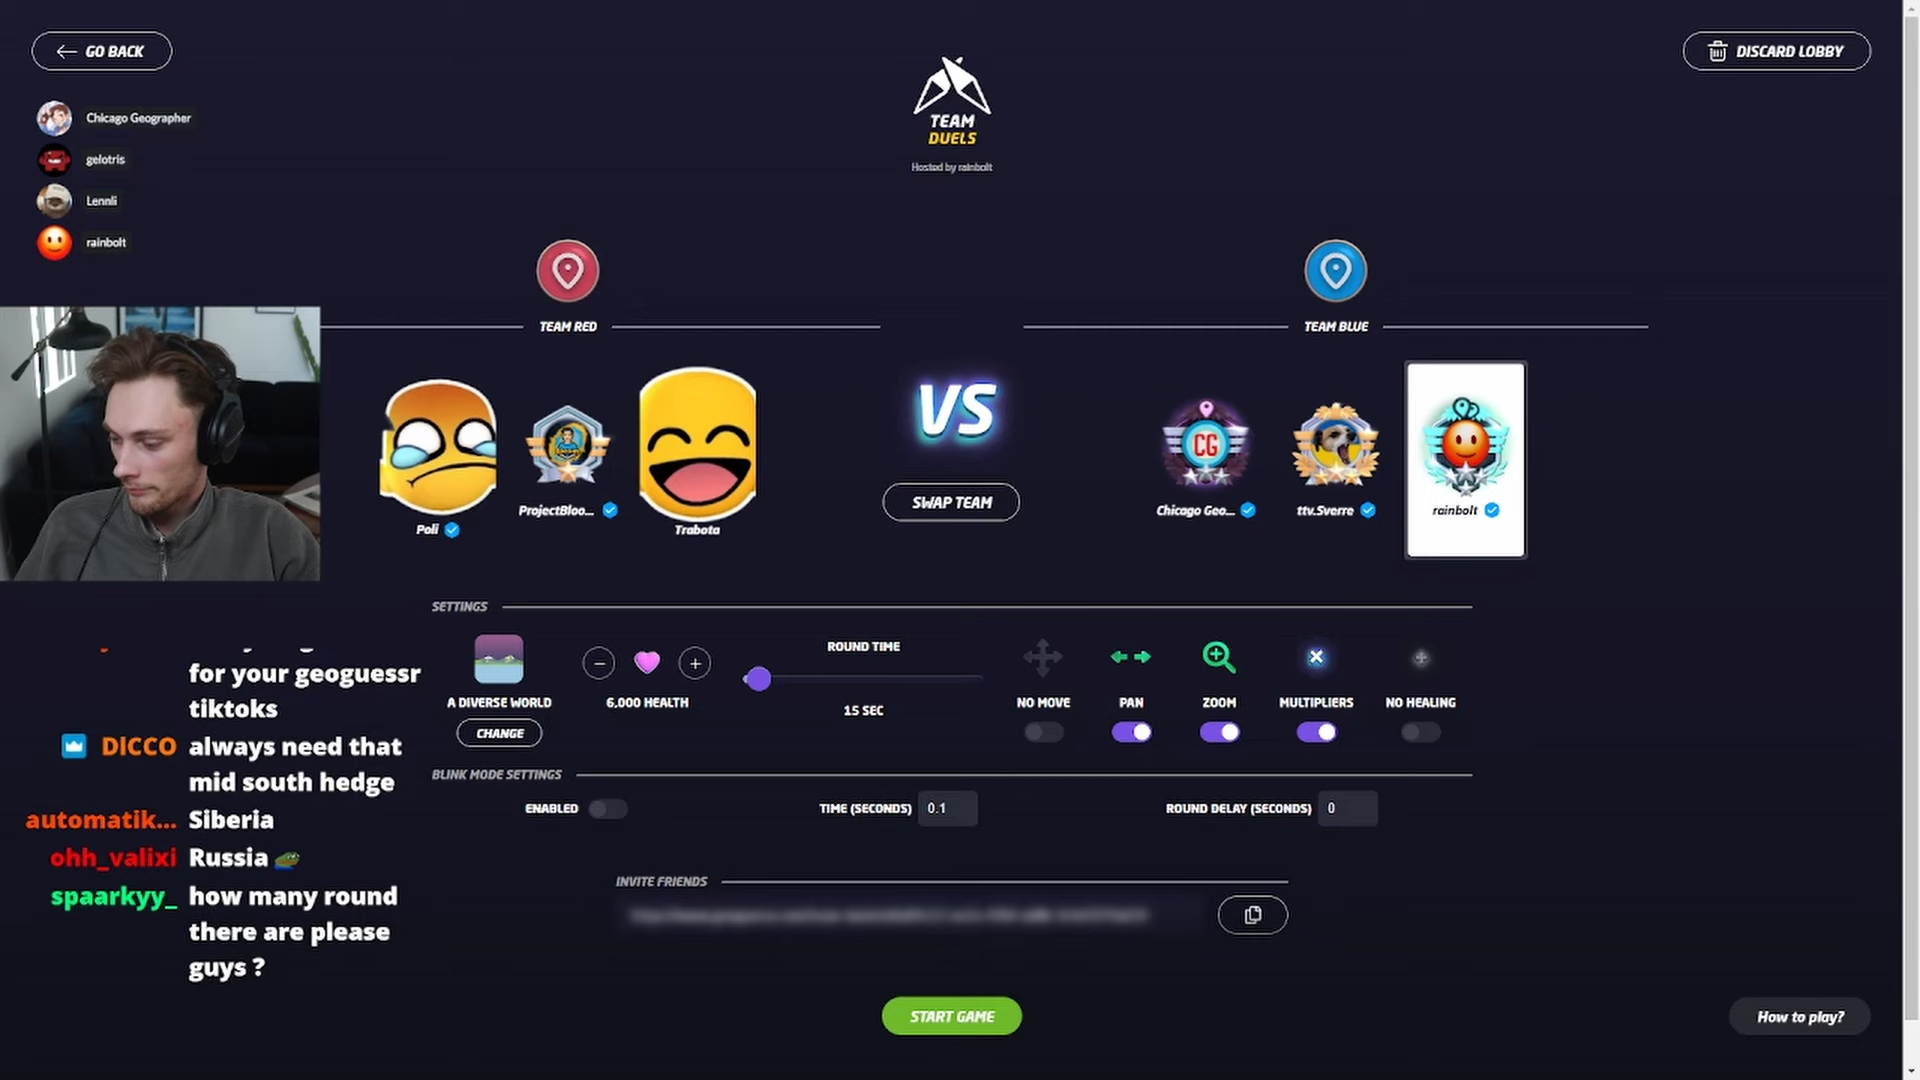 GO BACK
DISCARD LOBBY
Chicago Geographer
gelotris
Lennli
rainbolt
TEAM
DUELS
Hosted by rainbolt
TEAM RED
TEAM BLUE
VS
SWAP TEAM
Poli
ProjectBloo...
Trabota
CG
Chicago Geo...
ttv.Sverre
rainbolt
SETTINGS
A DIVERSE WORLD
CHANGE
6,000 HEALTH
ROUND TIME
15 SEC
NO MOVE
PAN
ZOOM
MULTIPLIERS
NO HEALING
BLINK MODE SETTINGS
ENABLED
TIME (SECONDS) 0.1
ROUND DELAY (SECONDS) 0
INVITE FRIENDS
START GAME
How to play?
for your geoguessr
tiktoks
DICCO always need that
mid south hedge
automatik... Siberia
ohh_valixi Russia
spaarkyy_ how many round
there are please
guys ?